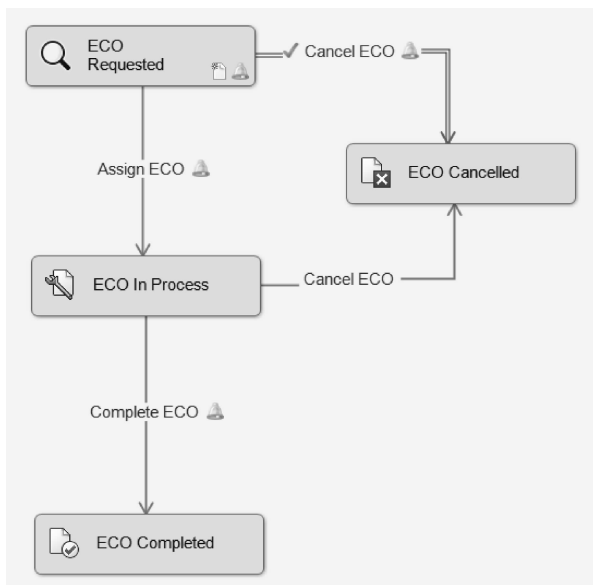 ECO
Requested
Cancel ECO
Assign ECO
ECO Cancelled
ECO In Process
Cancel ECO
Complete ECO
ECO Completed